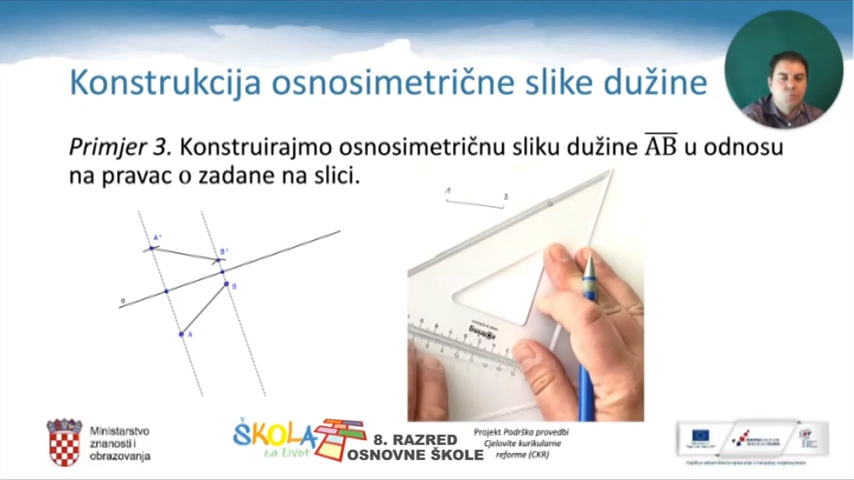 Konstrukcija osnosimetrične slike dužine
Primjer 3. Konstruirajmo osnosimetričnu sliku dužine AB u odnosu
na pravac o zadane na slici.
A'
B'
o
B
A
A
B
Ministarstvo
znanosti i
obrazovanja
ŠKOLA
za život
8. RAZRED
OSNOVNE ŠKOLE
Projekt Podrška provedbi
Cjelovite kurikularne
reforme (CKR)